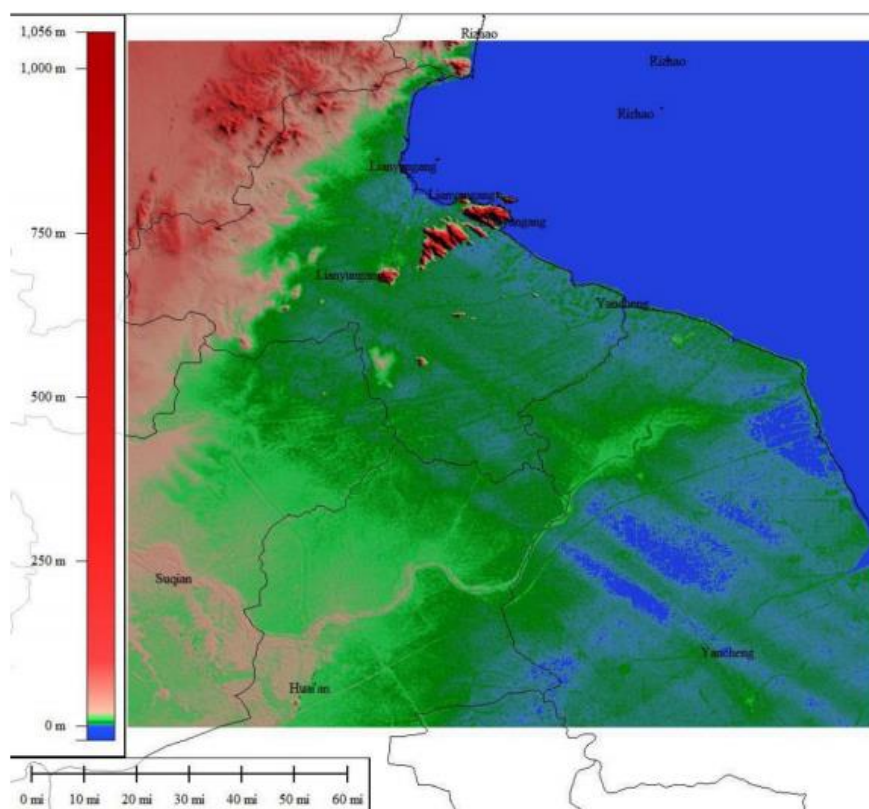 1,056 m
1,000 m
750 m
500 m
250 m
0 m
Rizhao
Rizhao
Rizhao
Lianyungang
Lianyungang
Lianyungang
Yancheng
Suqian
Huai'an
Yancheng
0 mi 10 mi 20 mi 30 mi 40 mi 50 mi 60 mi